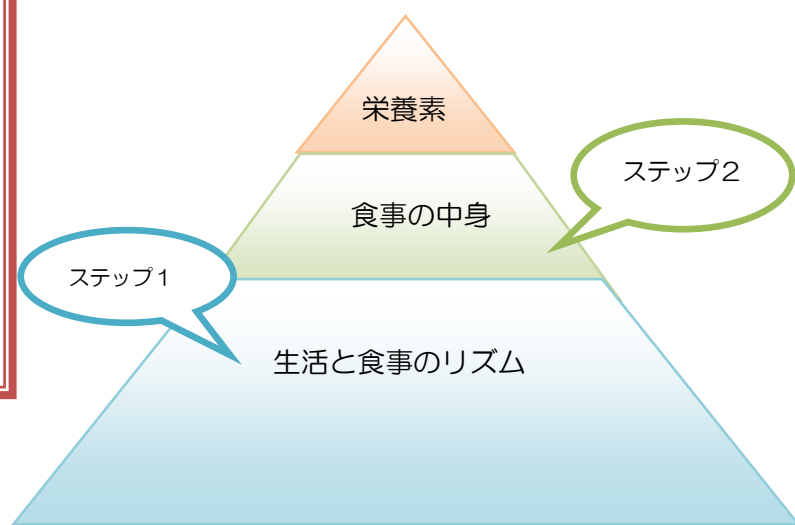 栄養素
ステップ２
食事の中身
ステップ１
生活と食事のリズム